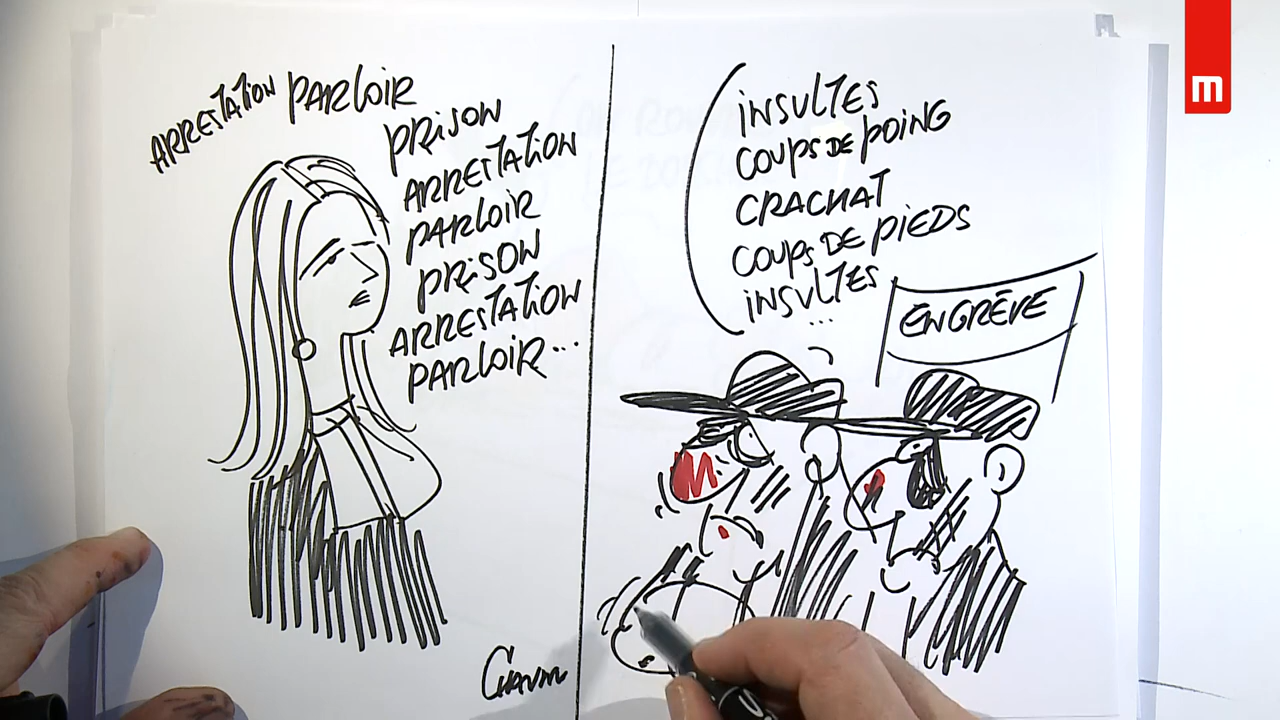 ARRESTATION PARLOIR
PRISON
ARRESTATION
PARLOIR
PRISON
ARRESTATION
PARLOIR...
INSULTES
COUPS DE POING
CRACHAT
COUPS DE PIEDS
INSULTES
...
EN GRÈVE
m